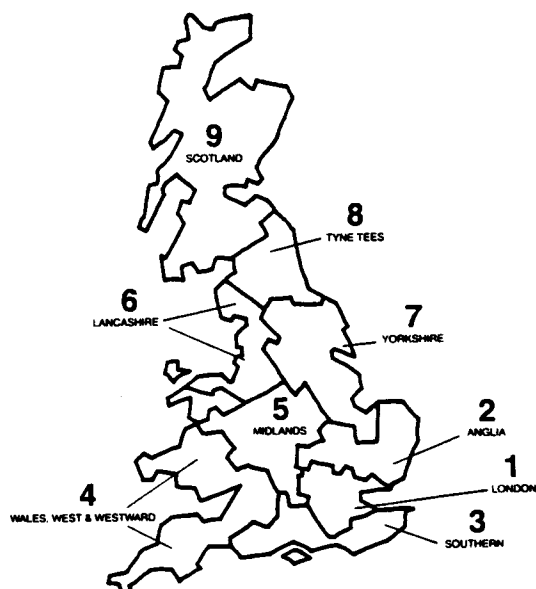 9
SCOTLAND
8
TYNE TEES
6
LANCASHIRE
7
YORKSHIRE
5
MIDLANDS
2
ANGLIA
1
LONDON
4
WALES, WEST & WESTWARD
3
SOUTHERN